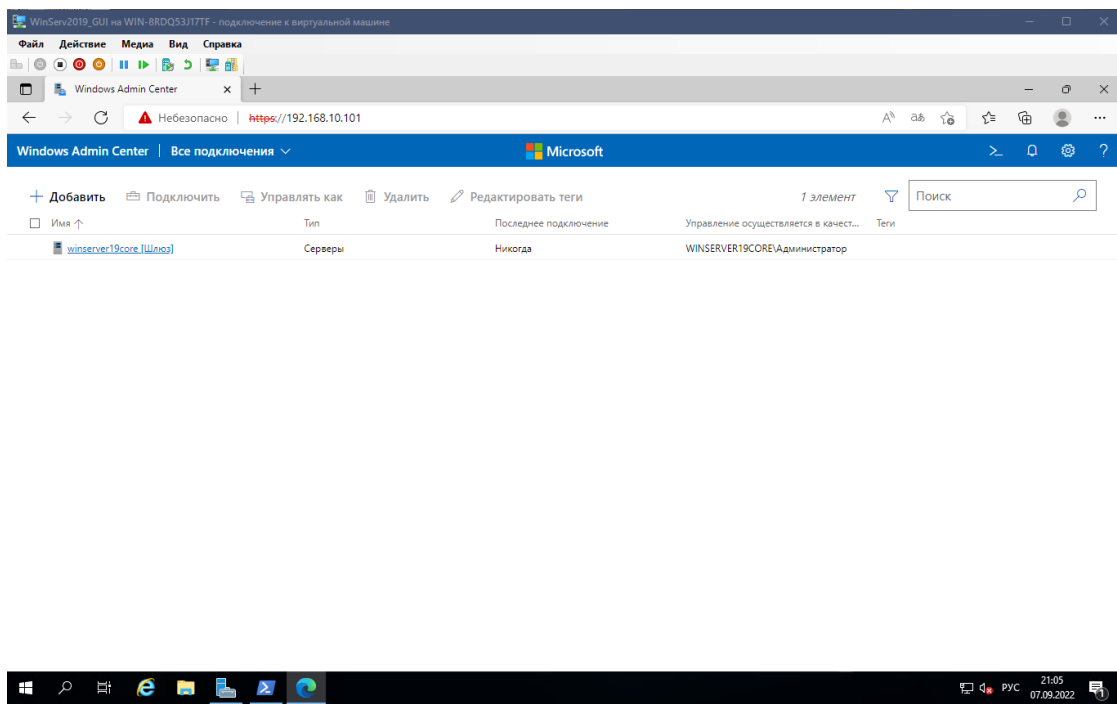 WinServ2019_GUI на WIN-8RDQ53J17TF - подключение к виртуальной машине
Файл Действие Медиа Вид Справка
Windows Admin Center
Небезопасно https://192.168.10.101
Windows Admin Center Все подключения Microsoft
Добавить Подключить Управлять как Удалить Редактировать теги 1 элемент Поиск
Имя Тип Последнее подключение Управление осуществляется в качест... Теги
winserver19core [Шлюз] Серверы Никогда WINSERVER19CORE\Администратор
РУС 21:05
07.09.2022